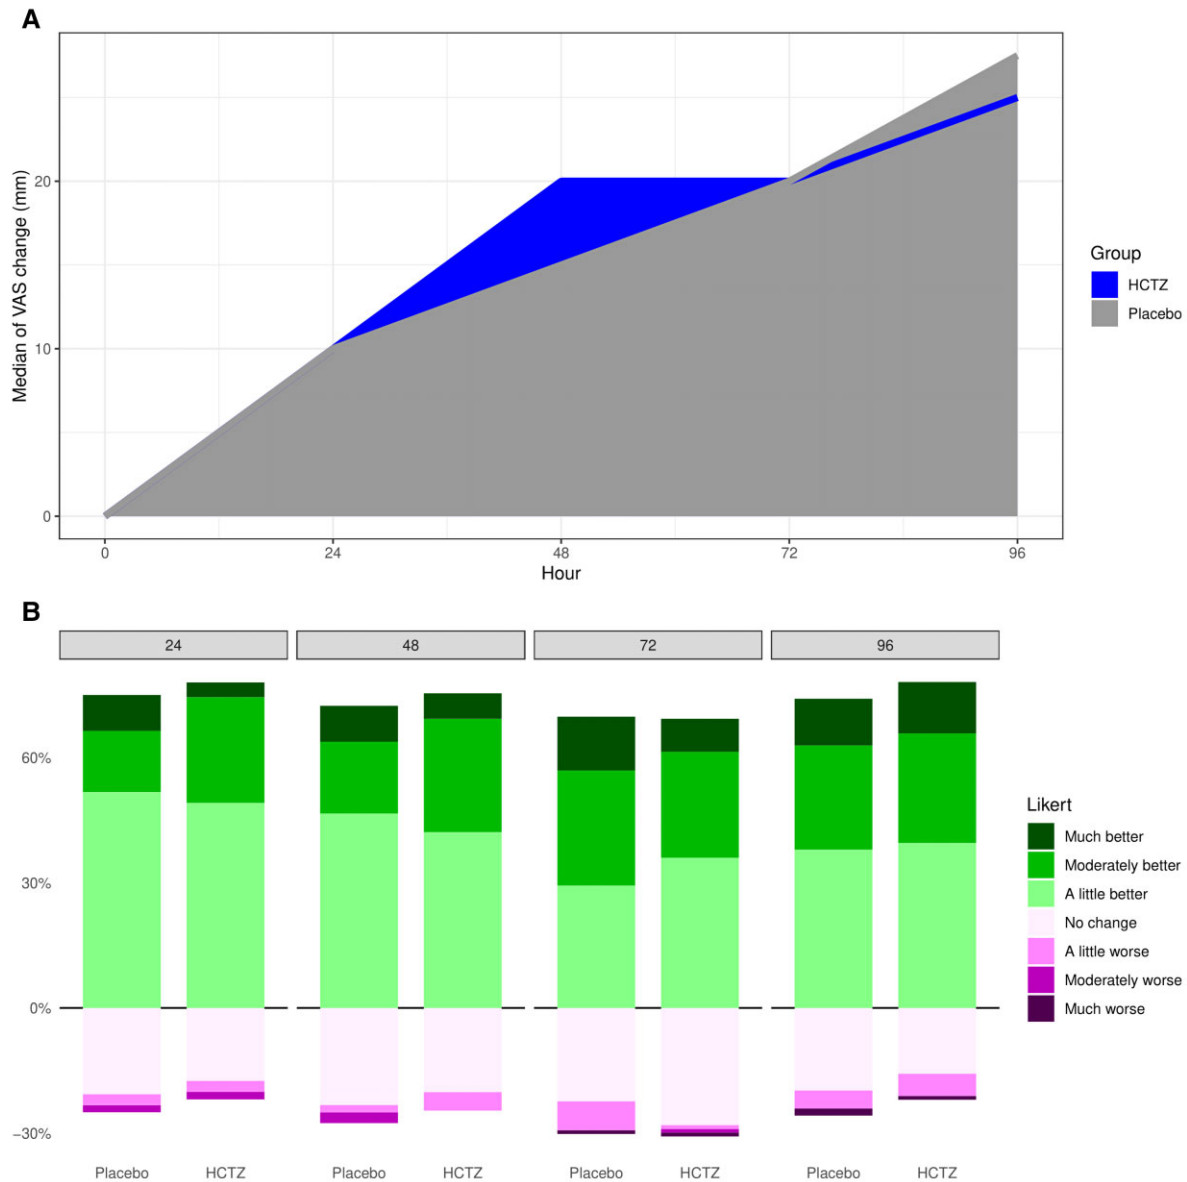 A
Median of VAS change (mm)
20
10
0
0 24 48 72 96
Hour
Group
HCTZ
Placebo
B
24 48 72 96
60%
30%
0%
−30%
Placebo HCTZ Placebo HCTZ Placebo HCTZ Placebo HCTZ
Likert
Much better
Moderately better
A little better
No change
A little worse
Moderately worse
Much worse